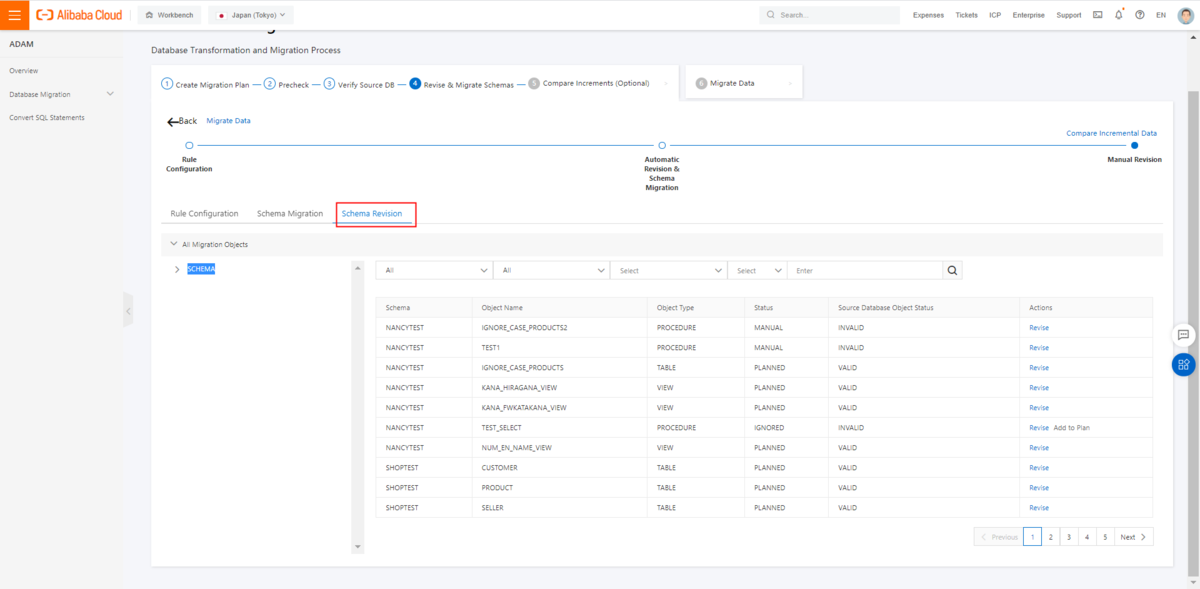 Alibaba Cloud
Workbench
Japan (Tokyo)
Search...
Expenses Tickets ICP Enterprise Support EN
ADAM
Overview
Database Migration
Convert SQL Statements
Database Transformation and Migration Process
1 Create Migration Plan 2 Precheck 3 Verify Source DB 4 Revise & Migrate Schemas 5 Compare Increments (Optional) 6 Migrate Data
Back Migrate Data
Compare Incremental Data
Rule
Configuration
Automatic
Revision &
Schema
Migration
Manual Revision
Rule Configuration Schema Migration Schema Revision
All Migration Objects
SCHEMA
All All Select Select Enter
Schema Object Name Object Type Status Source Database Object Status Actions
NANCYTEST IGNORE_CASE_PRODUCTS2 PROCEDURE MANUAL INVALID Revise
NANCYTEST TEST1 PROCEDURE MANUAL INVALID Revise
NANCYTEST IGNORE_CASE_PRODUCTS TABLE PLANNED VALID Revise
NANCYTEST KANA_HIRAGANA_VIEW VIEW PLANNED VALID Revise
NANCYTEST KANA_FWKATAKANA_VIEW VIEW PLANNED VALID Revise
NANCYTEST TEST_SELECT PROCEDURE IGNORED INVALID Revise Add to Plan
NANCYTEST NUM_EN_NAME_VIEW VIEW PLANNED VALID Revise
SHOPTEST CUSTOMER TABLE PLANNED VALID Revise
SHOPTEST PRODUCT TABLE PLANNED VALID Revise
SHOPTEST SELLER TABLE PLANNED VALID Revise
Previous 1 2 3 4 5 Next